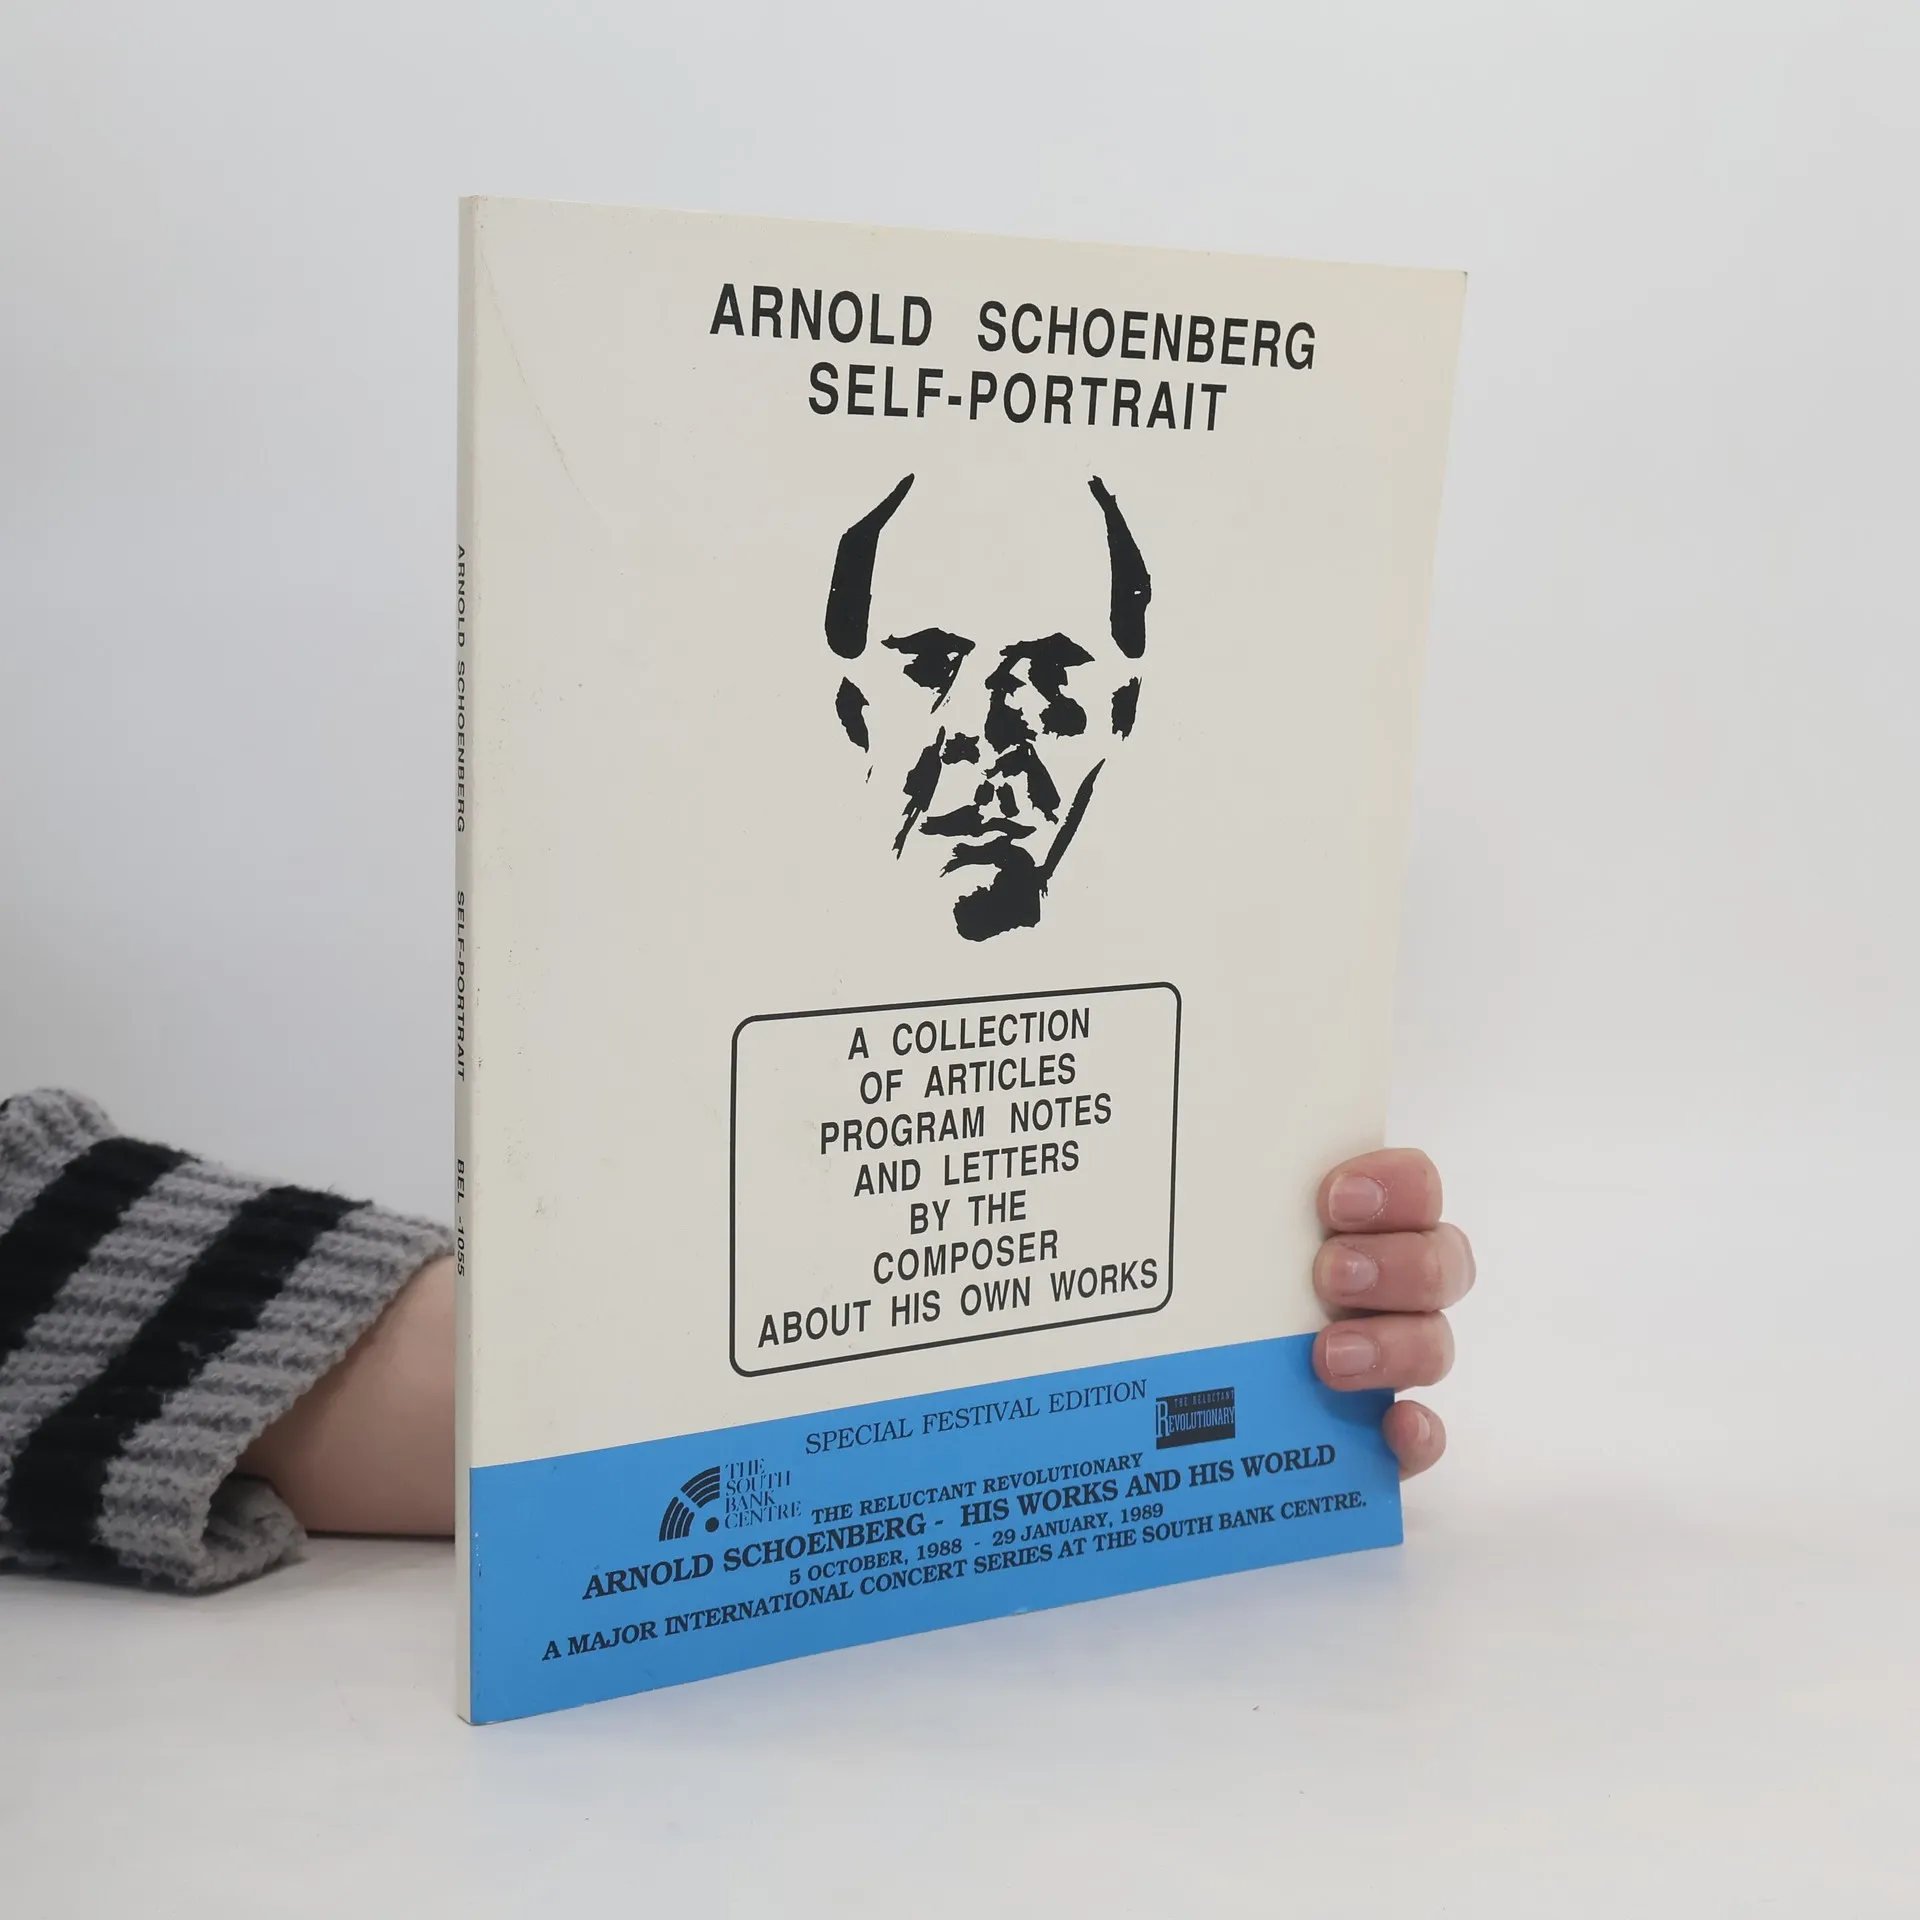 ARNOLD SCHOENBERG
SELF-PORTRAIT
A COLLECTION
OF ARTICLES
PROGRAM NOTES
AND LETTERS
BY THE
COMPOSER
ABOUT HIS OWN WORKS
SPECIAL FESTIVAL EDITION
THE RELUCTANT
REVOLUTIONARY
THE
SOUTH
BANK
CENTRE
THE RELUCTANT REVOLUTIONARY
ARNOLD SCHOENBERG - HIS WORKS AND HIS WORLD
5 OCTOBER, 1988 - 29 JANUARY, 1989
A MAJOR INTERNATIONAL CONCERT SERIES AT THE SOUTH BANK CENTRE.
ARNOLD SCHOENBERG SELF-PORTRAIT BEL -1055